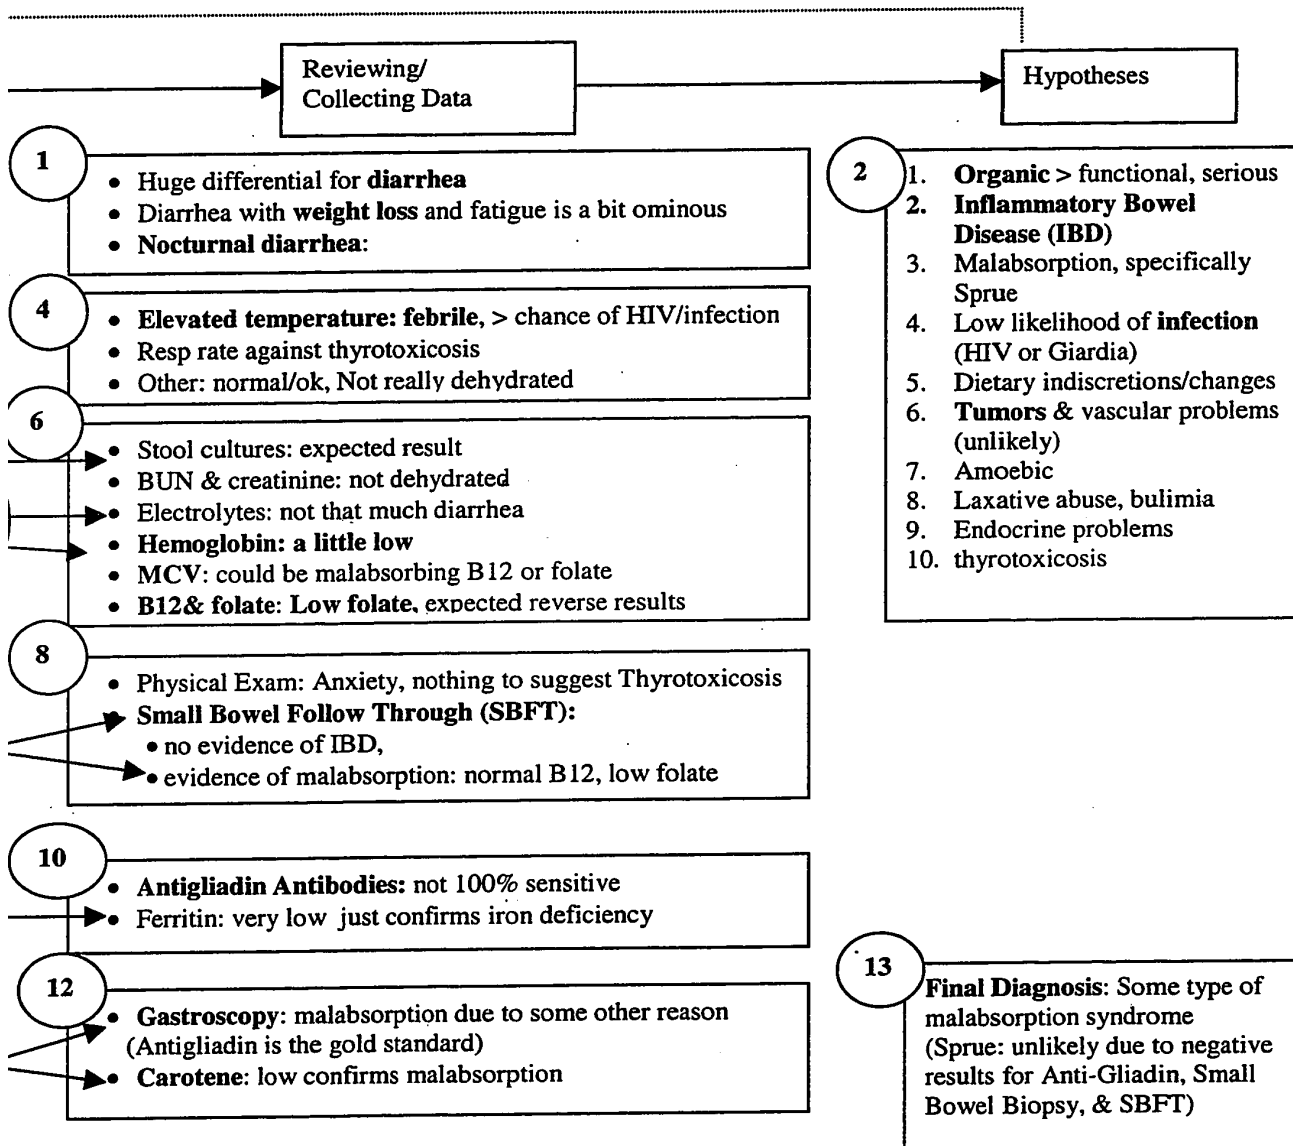 Reviewing/
Collecting Data
Hypotheses
1
• Huge differential for diarrhea
• Diarrhea with weight loss and fatigue is a bit ominous
• Nocturnal diarrhea:
2
1. Organic > functional, serious
2. Inflammatory Bowel
Disease (IBD)
3. Malabsorption, specifically
Sprue
4. Low likelihood of infection
(HIV or Giardia)
5. Dietary indiscretions/changes
6. Tumors & vascular problems
(unlikely)
7. Amoebic
8. Laxative abuse, bulimia
9. Endocrine problems
10. thyrotoxicosis
4
• Elevated temperature: febrile, > chance of HIV/infection
• Resp rate against thyrotoxicosis
• Other: normal/ok, Not really dehydrated
6
• Stool cultures: expected result
• BUN & creatinine: not dehydrated
• Electrolytes: not that much diarrhea
• Hemoglobin: a little low
• MCV: could be malabsorbing B12 or folate
• B12& folate: Low folate, expected reverse results
8
• Physical Exam: Anxiety, nothing to suggest Thyrotoxicosis
• Small Bowel Follow Through (SBFT):
• no evidence of IBD,
• evidence of malabsorption: normal B12, low folate
10
• Antigliadin Antibodies: not 100% sensitive
• Ferritin: very low just confirms iron deficiency
12
• Gastroscopy: malabsorption due to some other reason
(Antigliadin is the gold standard)
• Carotene: low confirms malabsorption
13
Final Diagnosis: Some type of
malabsorption syndrome
(Sprue: unlikely due to negative
results for Anti-Gliadin, Small
Bowel Biopsy, & SBFT)